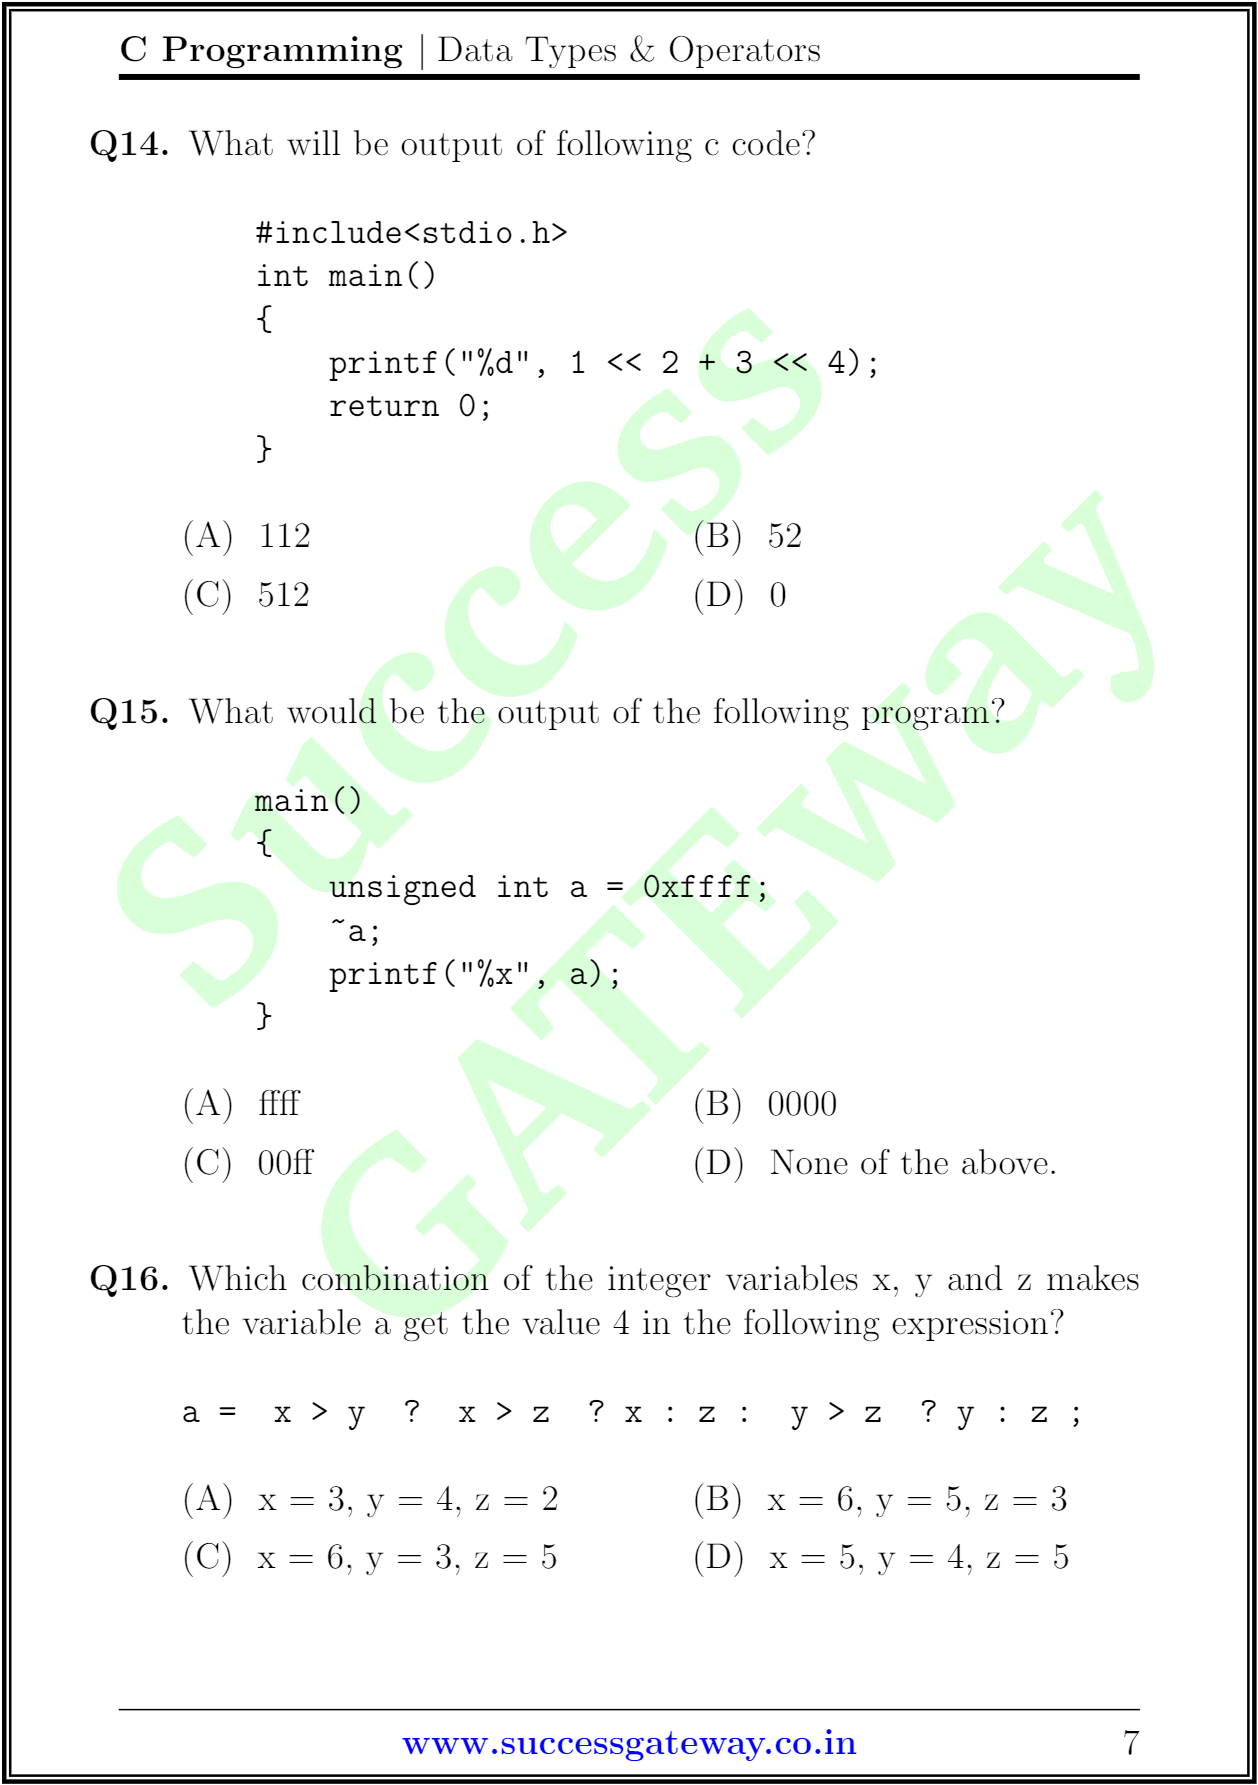 C Programming | Data Types & Operators
Q14. What will be output of following c code?
#include<stdio.h>
int main()
{
    printf("%d", 1 << 2 + 3 << 4);
    return 0;
}
(A) 112 (B) 52
(C) 512 (D) 0
Q15. What would be the output of the following program?
main()
{
    unsigned int a = 0xffff;
    ~a;
    printf("%x", a);
}
(A) ffff (B) 0000
(C) 00ff (D) None of the above.
Q16. Which combination of the integer variables x, y and z makes
the variable a get the value 4 in the following expression?
a =  x > y  ?  x > z  ? x : z :  y > z  ? y : z ;
(A) x = 3, y = 4, z = 2 (B) x = 6, y = 5, z = 3
(C) x = 6, y = 3, z = 5 (D) x = 5, y = 4, z = 5
Success
GATEway
www.successgateway.co.in 7